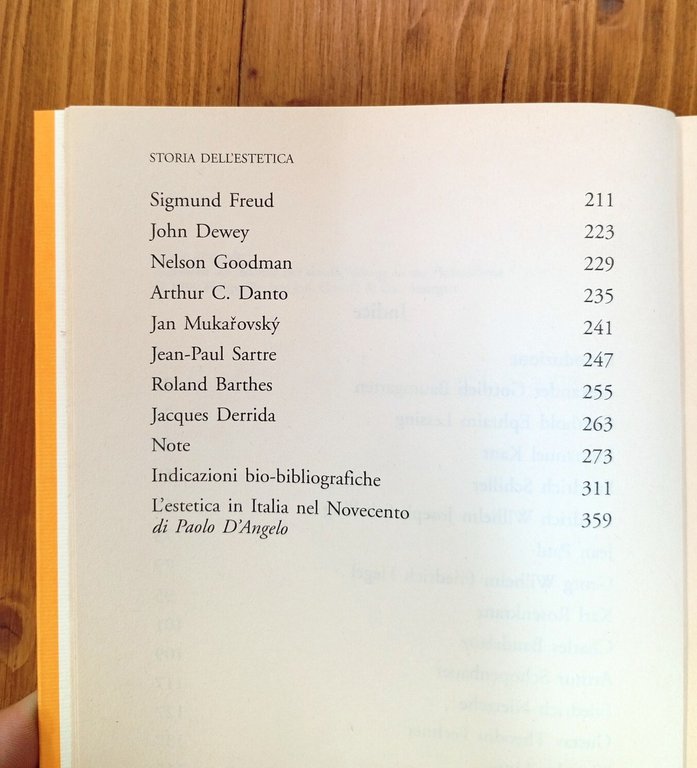 STORIA DELL'ESTETICA
Sigmund Freud 211
John Dewey 223
Nelson Goodman 229
Arthur C. Danto 235
Jan Mukařovský 241
Jean-Paul Sartre 247
Roland Barthes 255
Jacques Derrida 263
Note 273
Indicazioni bio-bibliografiche 311
L'estetica in Italia nel Novecento 359
di Paolo D'Angelo